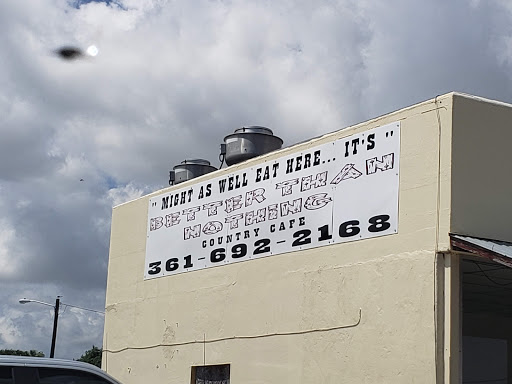 " MIGHT AS WELL EAT HERE... IT'S "
BETTER THAN
NOTHING
COUNTRY CAFE
361-692-2168